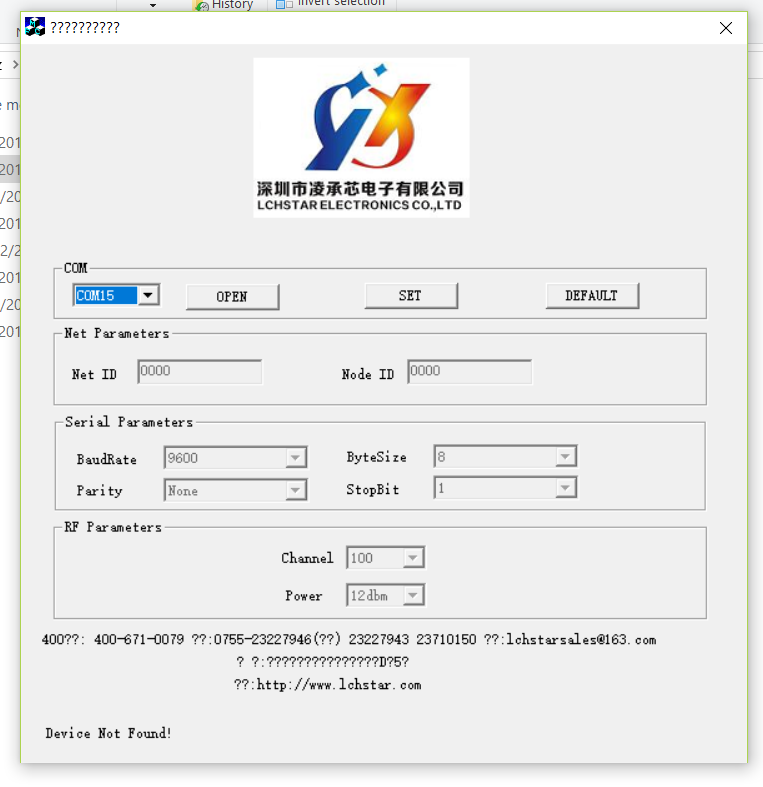 History
Invert selection
??????????
深圳市凌承芯电子有限公司
LCHSTAR ELECTRONICS CO.,LTD
COM
COM15 OPEN SET DEFAULT
Net Parameters
Net ID 0000 Node ID 0000
Serial Parameters
BaudRate 9600 ByteSize 8
Parity None StopBit 1
RF Parameters
Channel 100
Power 12dbm
400??: 400-671-0079 ??:0755-23227946(??) 23227943 23710150 ??:lchstarsales@163.com
? ?:???????????????D?5?
??:http://www.lchstar.com
Device Not Found!